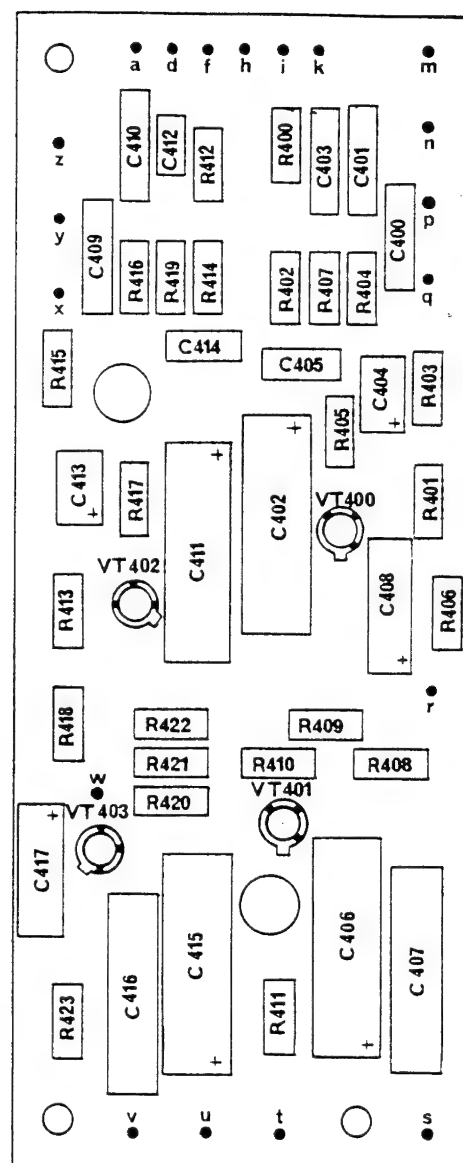 a d f h i k m
C410 C412 R412 R400 C403 C401 n
z
C409 C400 p
y
R416 R419 R414 R402 R407 R404 q
x
R415 C414 C405 C404 R403
+
R405
C413 R417 C411 + C402 + VT400 R401
+
VT402
R413 C408 R406
+
r
R418 R422 R409
R421 R410 R408
w R420 VT401
VT403
C417 +
C416 C415 C406 C407
R423 R411
+ +
v u t s